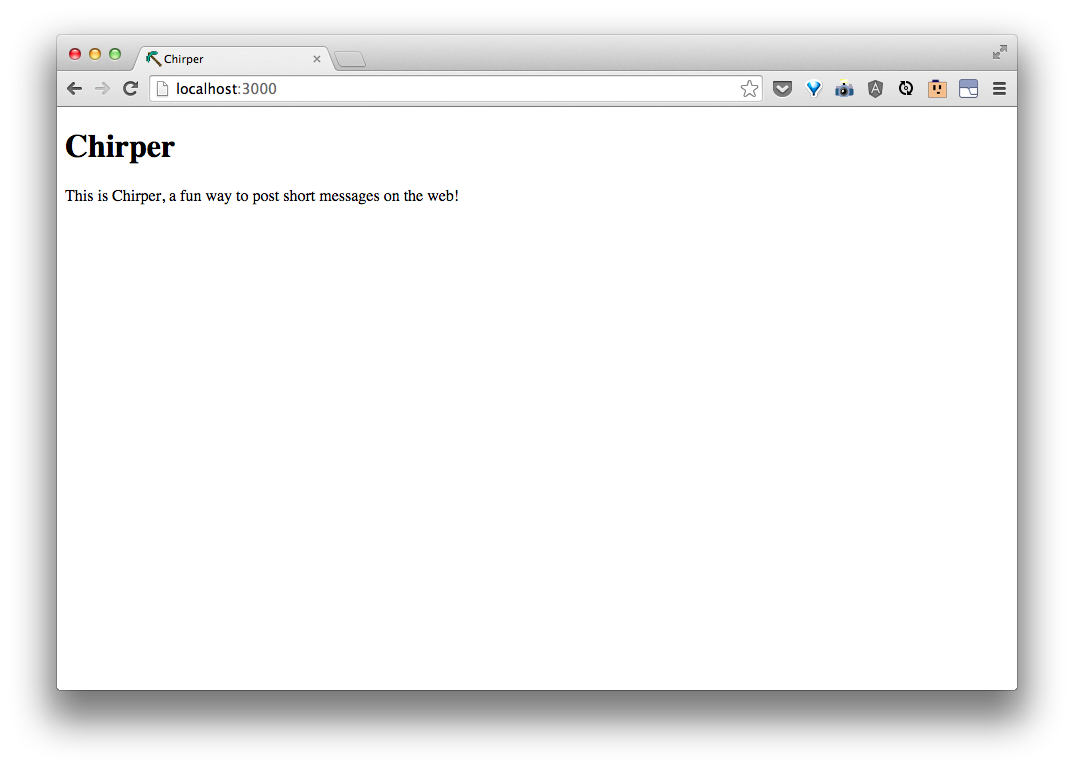 Chirper
localhost:3000
Chirper
This is Chirper, a fun way to post short messages on the web!